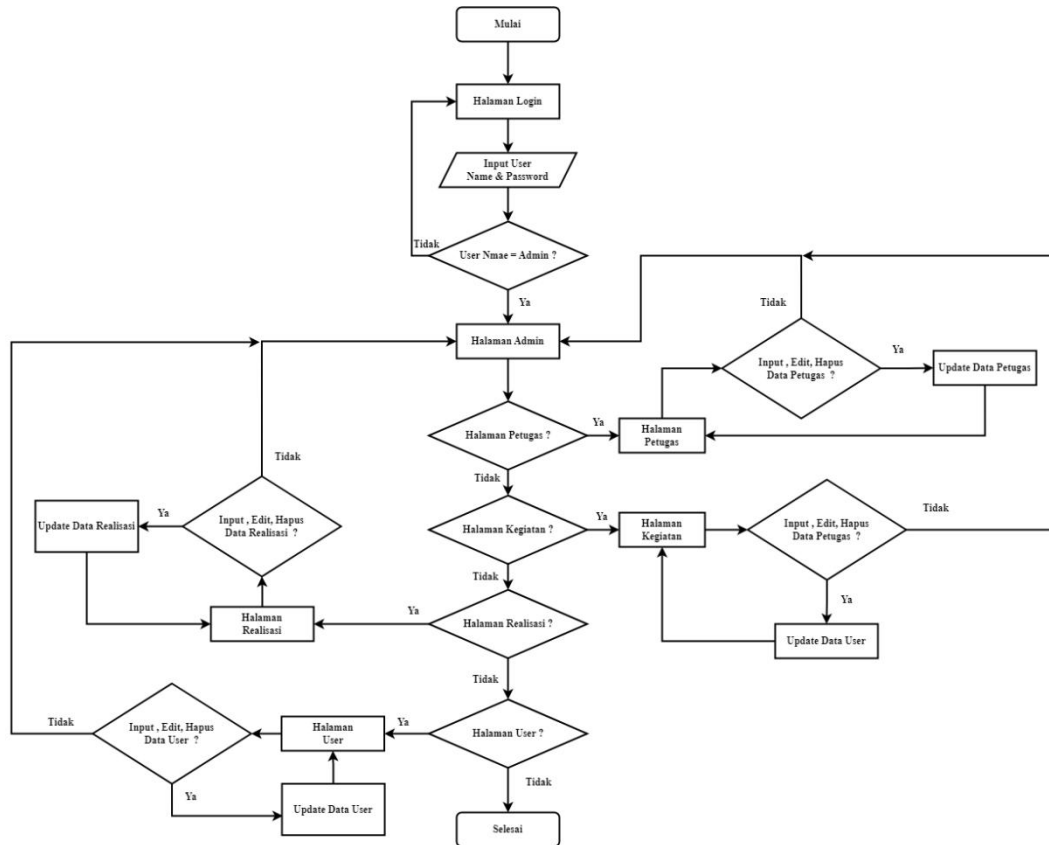 Mulai
Halaman Login
Input User
Name & Password
Tidak
User Nmae = Admin ?
Ya
Halaman Admin
Tidak
Input , Edit, Hapus
Data Petugas ?
Ya
Update Data Petugas
Halaman Petugas ?
Ya
Halaman
Petugas
Tidak
Tidak
Input , Edit, Hapus
Data Realisasi ?
Ya
Update Data Realisasi
Halaman Kegiatan ?
Ya
Halaman
Kegiatan
Input , Edit, Hapus
Data Petugas ?
Tidak
Ya
Update Data User
Tidak
Halaman Realisasi ?
Ya
Halaman
Realisasi
Tidak
Halaman User ?
Ya
Halaman
User
Input , Edit, Hapus
Data User ?
Tidak
Ya
Update Data User
Tidak
Selesai